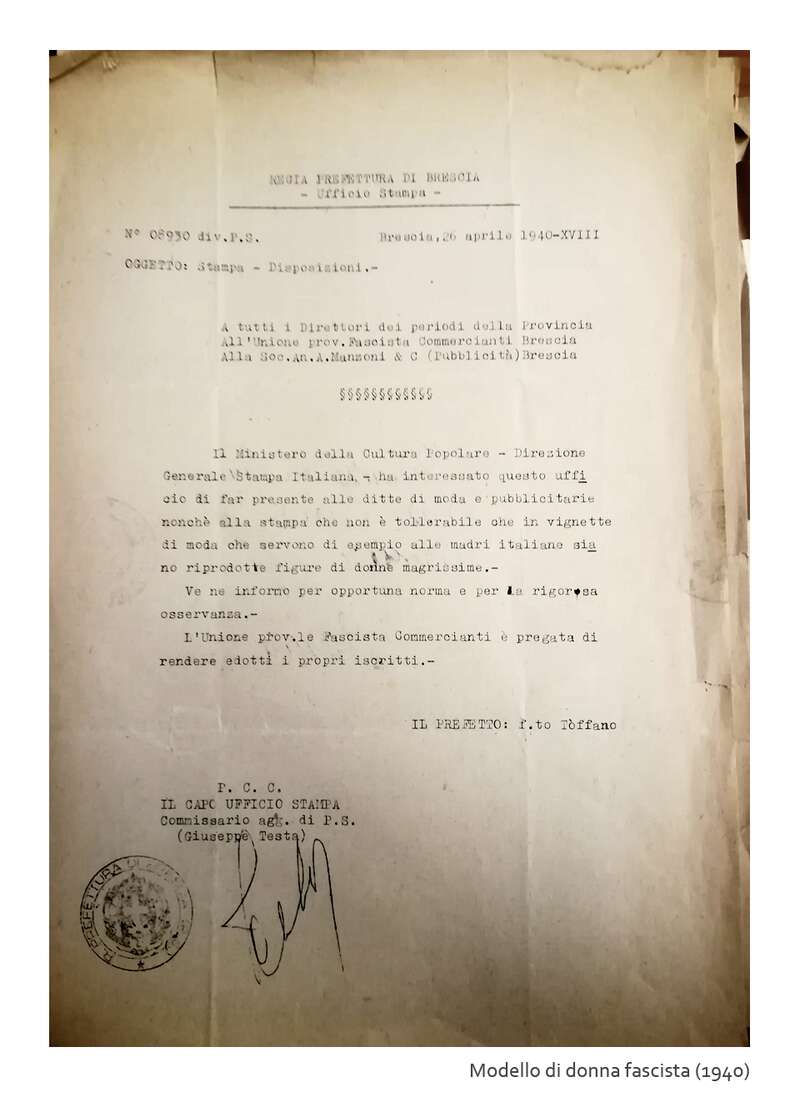 REGIA PREFETTURA DI BRESCIA
- Ufficio Stampa -
N° 08930 div.P.S. Brescia,26 aprile 1940-XVIII
OGGETTO: Stampa - Disposizioni.-
A tutti i Direttori dei periodi della Provincia
All'Unione prov.Fascista Commercianti Brescia
Alla Soc.An.A.Manzoni & C (Pubblicità)Brescia
§§§§§§§§§§§§
Il Ministero della Cultura Popolare - Direzione
Generale Stampa Italiana, - ha interessato questo uffi
cio di far presente alle ditte di moda e pubblicitarie
nonchè alla stampa che non è tollerabile che in vignette
di moda che servono di esempio alle madri italiane sia
no riprodotte figure di donne magrissime.-
Ve ne informo per opportuna norma e per la rigorosa
osservanza.-
L'Unione prov.le Fascista Commercianti è pregata di
rendere edotti i propri iscritti.-
IL PREFETTO: f.to Toffano
P. C. C.
IL CAPO UFFICIO STAMPA
Commissario agg. di P.S.
(Giuseppe Testa)
R. PREFETTURA DI
Modello di donna fascista (1940)